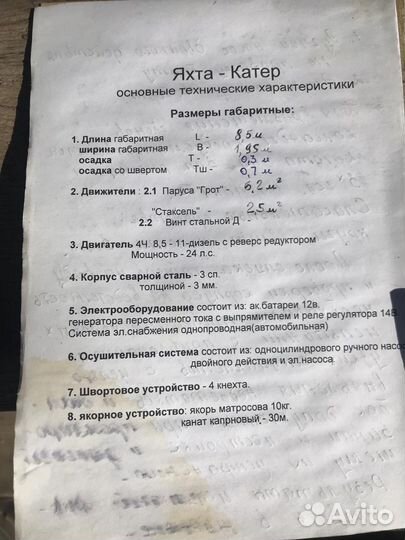 Яхта - Катер
основные технические характеристики
Размеры габаритные:
1. Длина габаритная L - 8,5 м
ширина габаритная В - 1,95 м
осадка Т - 0,3 м
осадка со швертом Тш - 0,7 м
2. Движители : 2.1 Паруса "Грот" - 6,2 м²
"Стаксель" - 2,5 м²
2.2 Винт стальной Д -
3. Двигатель 4Ч. 8,5 - 11-дизель с реверс редуктором
Мощность - 24 л.с.
4. Корпус сварной сталь - 3 сп.
толщиной - 3 мм.
5. Электрооборудование состоит из: ак.батареи 12в.
генератора пересменного тока с выпрямителем и реле регулятора 14В.
Система эл.снабжения однопроводная(автомобильная)
6. Осушительная система состоит из: одноцилиндрового ручного насо
двойного действия и эл.насоса.
7. Швортовое устройство - 4 кнехта.
8. якорное устройство: якорь матросова 10кг.
канат капрновый - 30м.
Avito